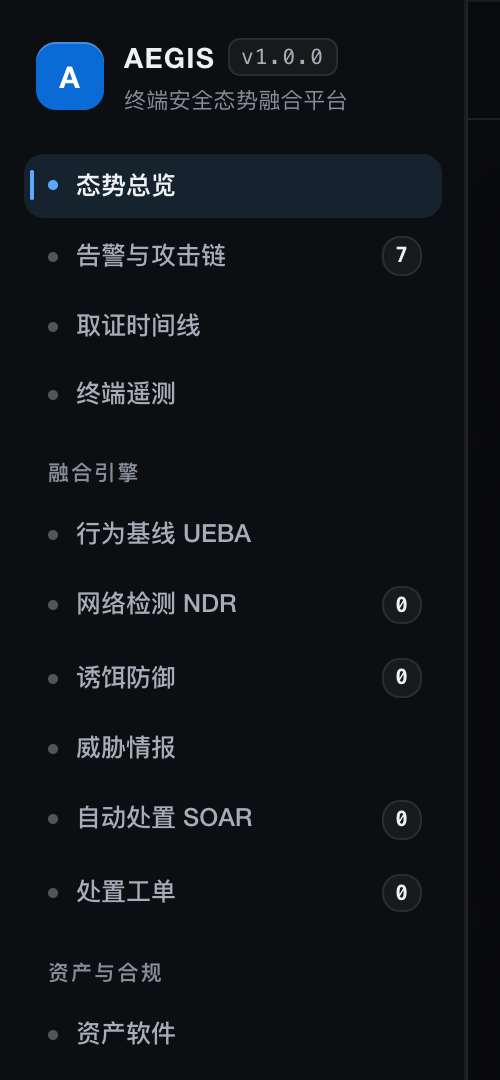 A
AEGIS v1.0.0
终端安全态势融合平台
态势总览
告警与攻击链 7
取证时间线
终端遥测
融合引擎
行为基线 UEBA
网络检测 NDR 0
诱饵防御 0
威胁情报
自动处置 SOAR 0
处置工单 0
资产与合规
资产软件